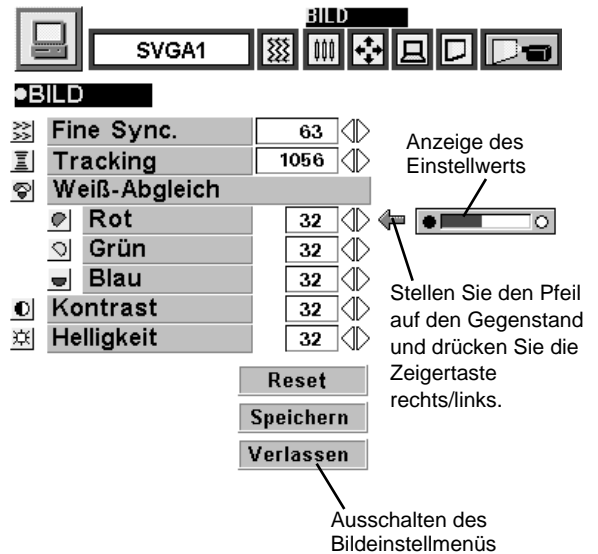 BILD
SVGA1
●BILD
Fine Sync. 63
Tracking 1056
Weiß-Abgleich
Rot 32
Grün 32
Blau 32
Kontrast 32
Helligkeit 32
Reset
Speichern
Verlassen
Anzeige des
Einstellwerts
Stellen Sie den Pfeil
auf den Gegenstand
und drücken Sie die
Zeigertaste
rechts/links.
Ausschalten des
Bildeinstellmenüs